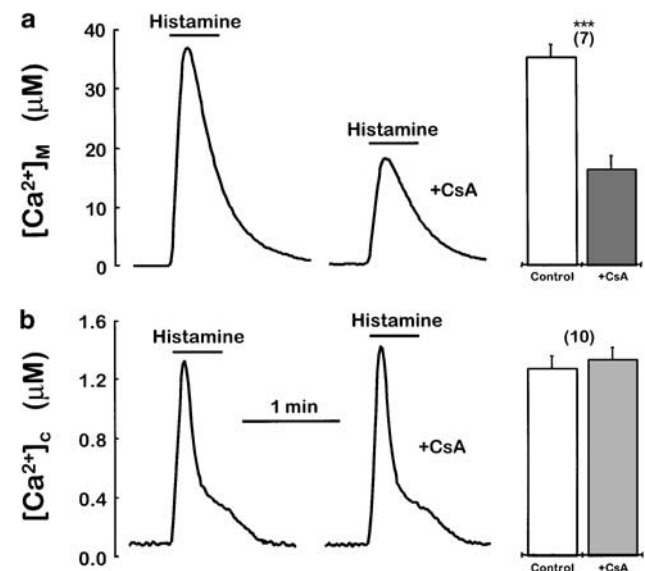 a
Histamine
Histamine
+CsA
[Ca²⁺]M (μM)
40
30
20
10
0
***
(7)
Control +CsA
b
Histamine
Histamine
1 min
+CsA
[Ca²⁺]c (μM)
1.6
1.2
0.8
0.4
0.0
(10)
Control +CsA